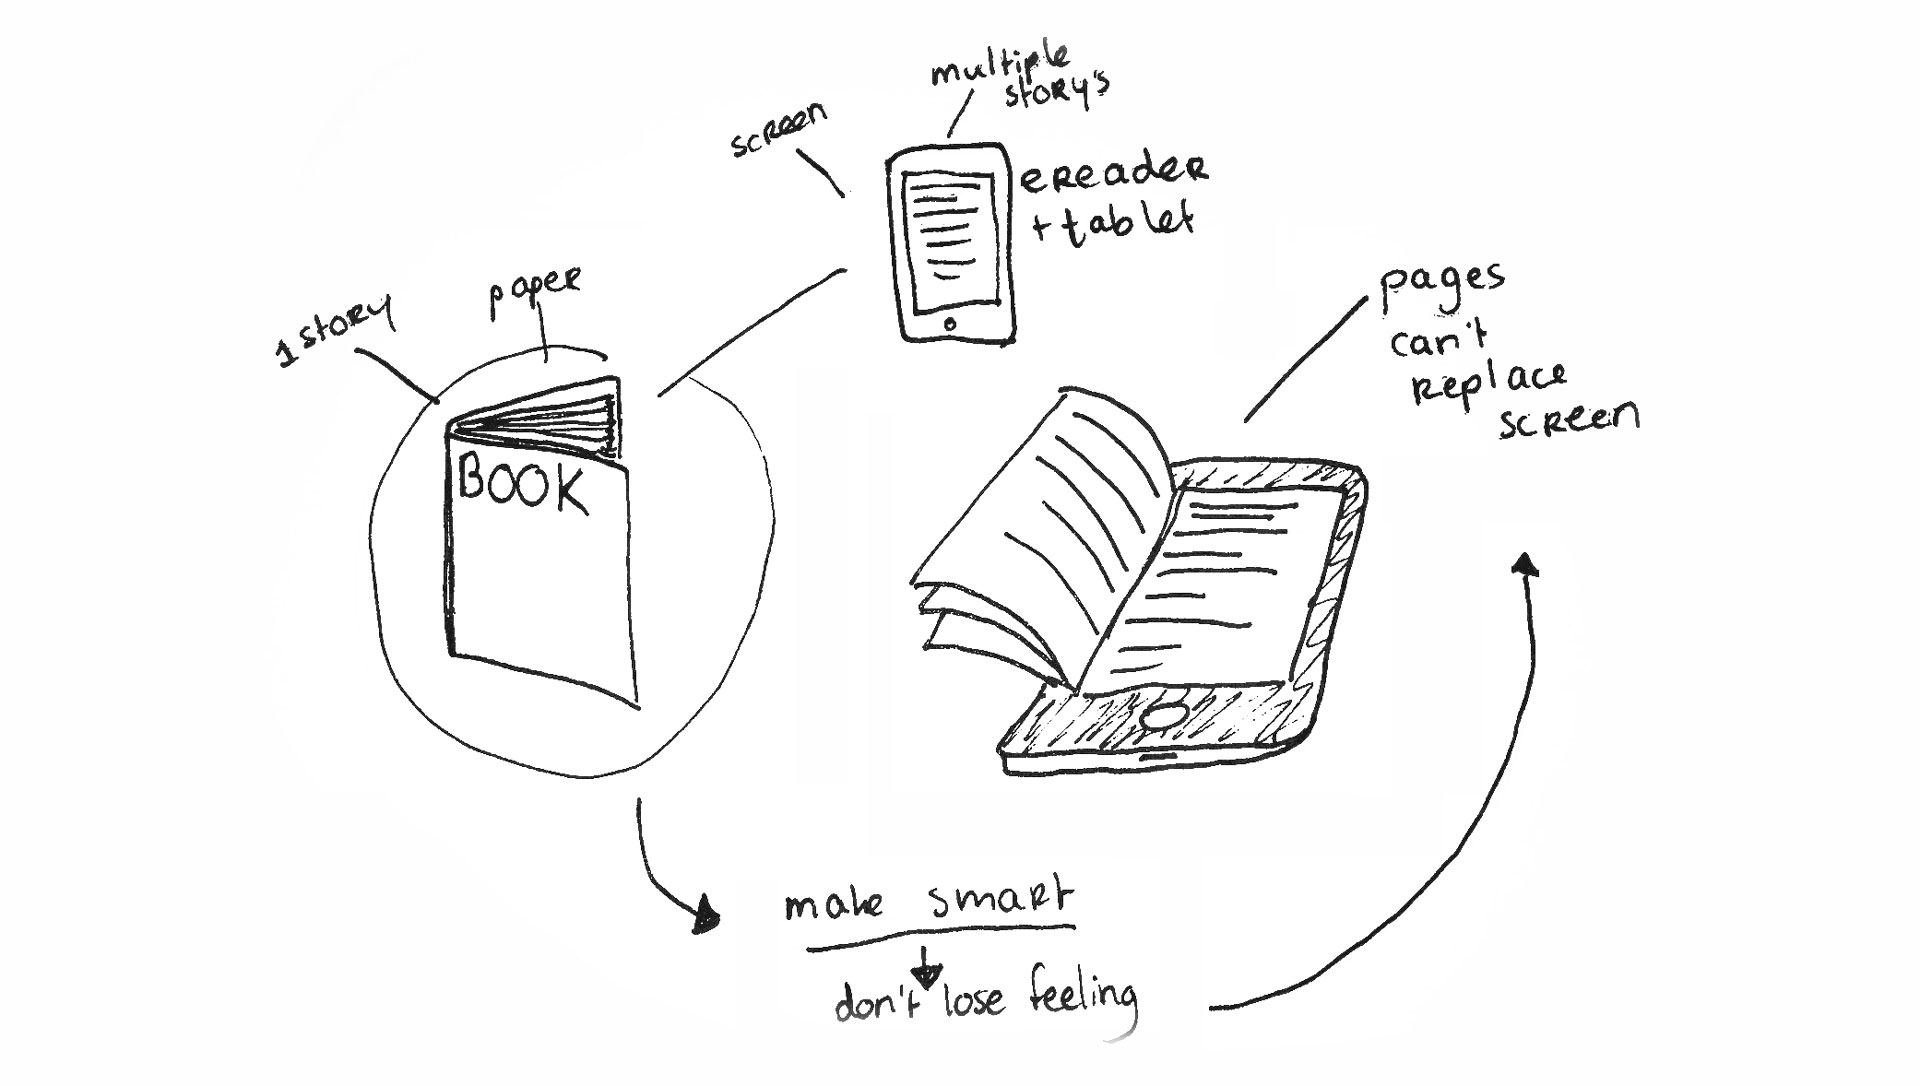 multiple
story's
screen
ereader
+ tablet
1 story
paper
BOOK
pages
can't
replace
screen
make smart
don't lose feeling